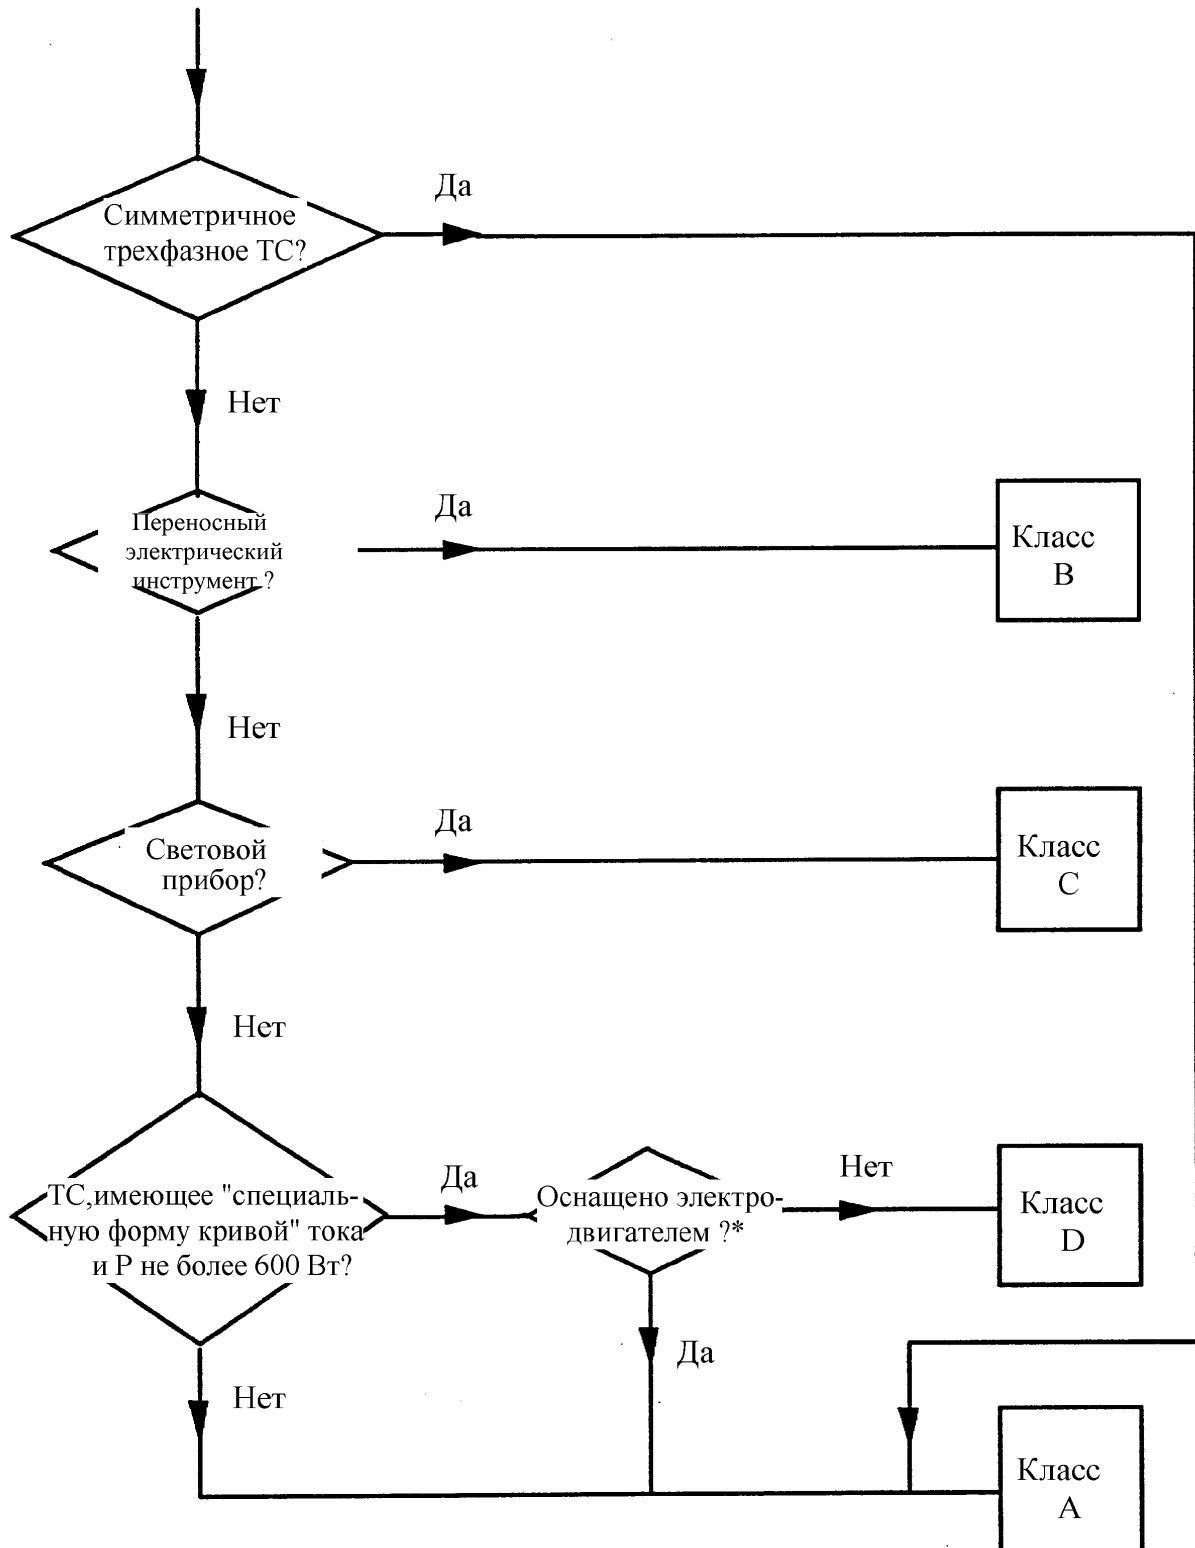 Да
Симметричное
трехфазное ТС?
Нет
Да
Переносный
электрический
инструмент.?
Класс
В
Нет
Да
Световой
прибор?
Класс
С
Нет
ТС,имеющее "специаль-
ную форму кривой" тока
и Р не более 600 Вт?
Да
Оснащено электро-
двигателем ?*
Нет
Класс
D
Да
Нет
Класс
А